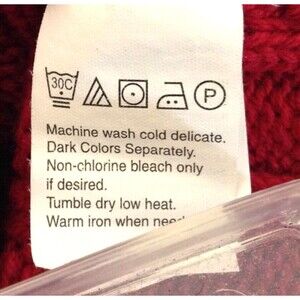 30C P
Machine wash cold delicate.
Dark Colors Separately.
Non-chlorine bleach only
if desired.
Tumble dry low heat.
Warm iron when